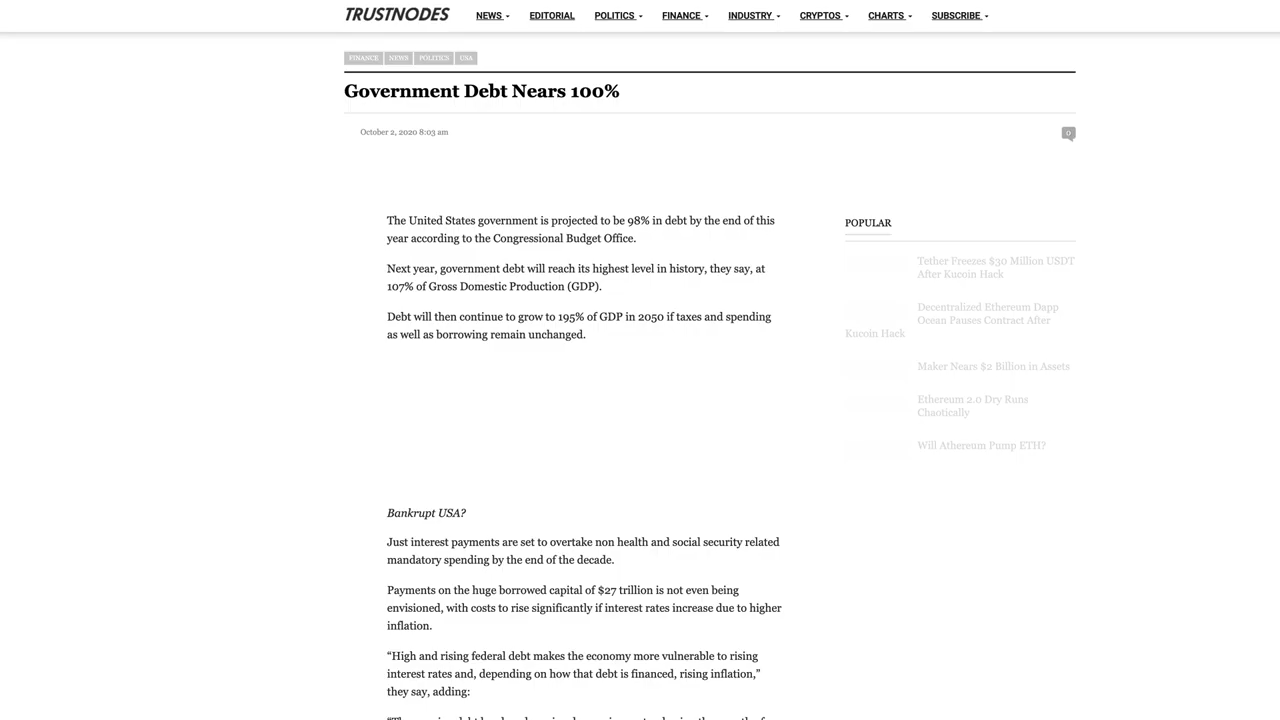 TRUSTNODES
NEWS
EDITORIAL
POLITICS
FINANCE
INDUSTRY
CRYPTOS
CHARTS
SUBSCRIBE
FINANCE
NEWS
POLITICS
USA
Government Debt Nears 100%
October 2, 2020 8:03 am
0
The United States government is projected to be 98% in debt by the end of this
year according to the Congressional Budget Office.
Next year, government debt will reach its highest level in history, they say, at
107% of Gross Domestic Production (GDP).
Debt will then continue to grow to 195% of GDP in 2050 if taxes and spending
as well as borrowing remain unchanged.
Bankrupt USA?
Just interest payments are set to overtake non health and social security related
mandatory spending by the end of the decade.
Payments on the huge borrowed capital of $27 trillion is not even being
envisioned, with costs to rise significantly if interest rates increase due to higher
inflation.
“High and rising federal debt makes the economy more vulnerable to rising
interest rates and, depending on how that debt is financed, rising inflation,”
they say, adding:
POPULAR
Tether Freezes $30 Million USDT
After Kucoin Hack
Decentralized Ethereum Dapp
Ocean Pauses Contract After
Kucoin Hack
Maker Nears $2 Billion in Assets
Ethereum 2.0 Dry Runs
Chaotically
Will Athereum Pump ETH?